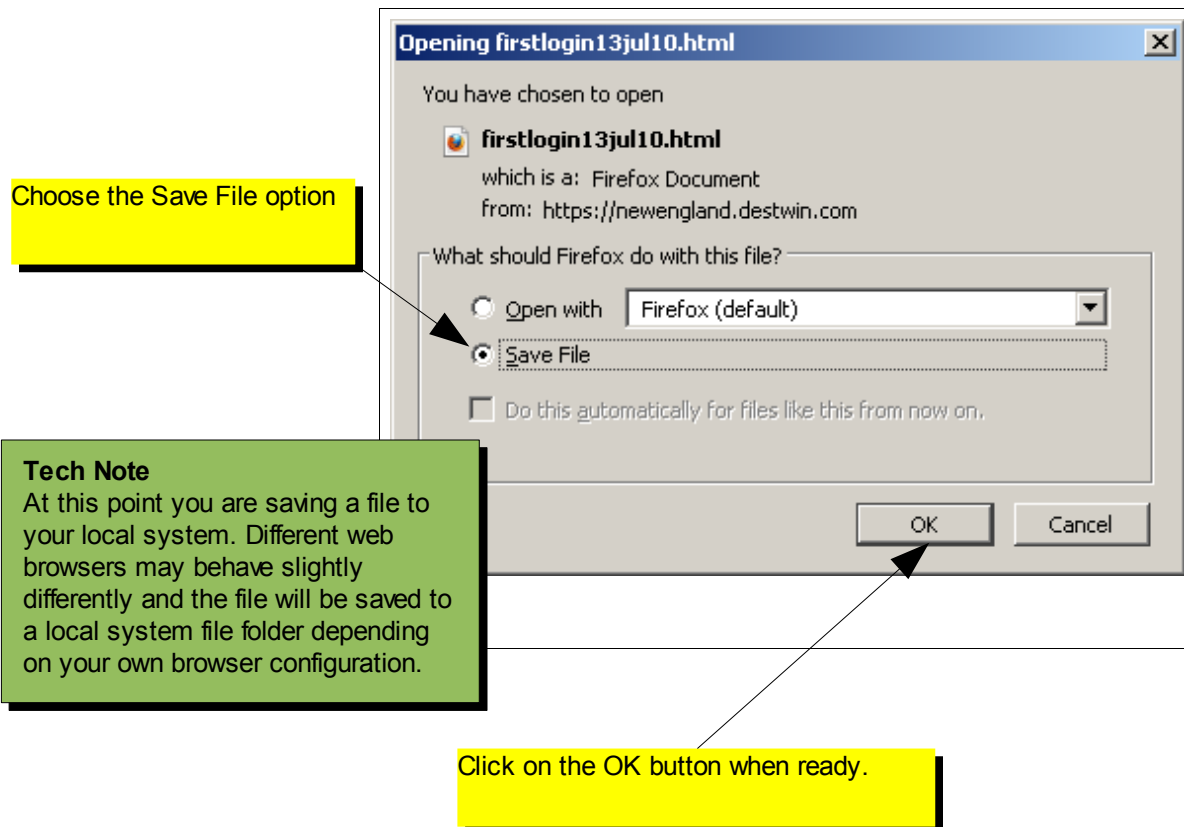 Opening firstlogin13jul10.html
You have chosen to open
firstlogin13jul10.html
which is a: Firefox Document
from: https://newengland.destwin.com
Choose the Save File option
What should Firefox do with this file?
Open with
Firefox (default)
Save File
Do this automatically for files like this from now on.
Tech Note
At this point you are saving a file to
your local system. Different web
browsers may behave slightly
differently and the file will be saved to
a local system file folder depending
on your own browser configuration.
OK
Cancel
Click on the OK button when ready.